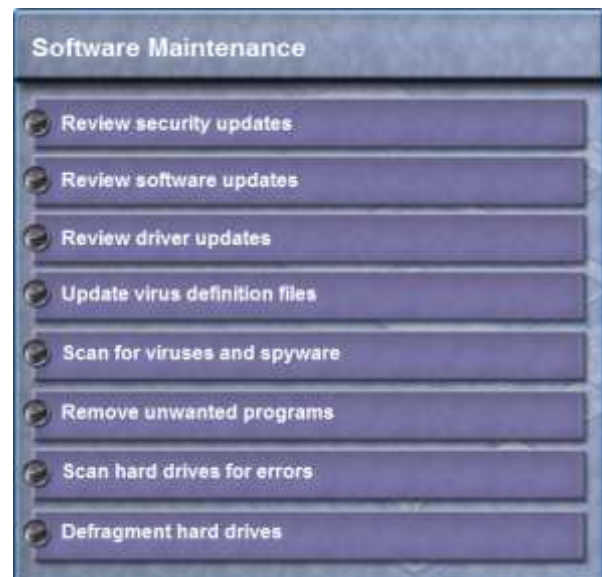 Software Maintenance
Review security updates
Review software updates
Review driver updates
Update virus definition files
Scan for viruses and spyware
Remove unwanted programs
Scan hard drives for errors
Defragment hard drives